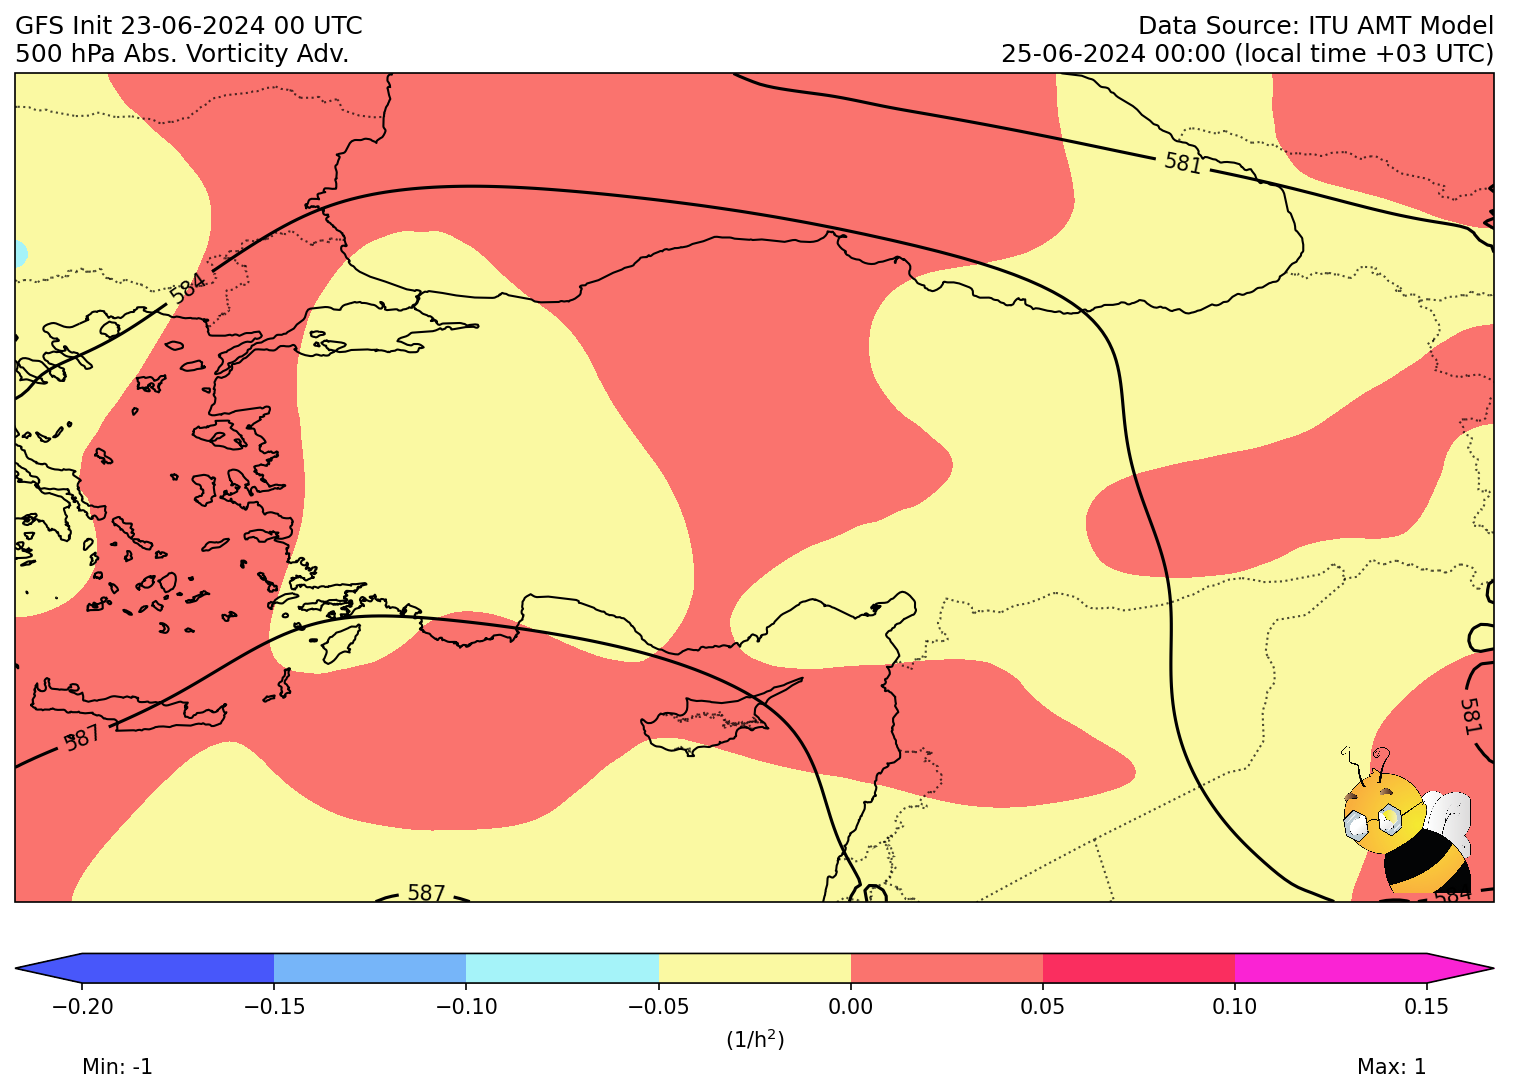 GFS Init 23-06-2024 00 UTC
500 hPa Abs. Vorticity Adv.
Data Source: ITU AMT Model
25-06-2024 00:00 (local time +03 UTC)
581
584
587
581
587
584
−0.20
−0.15
−0.10
−0.05
0.00
0.05
0.10
0.15
(1/h²)
Min: -1
Max: 1